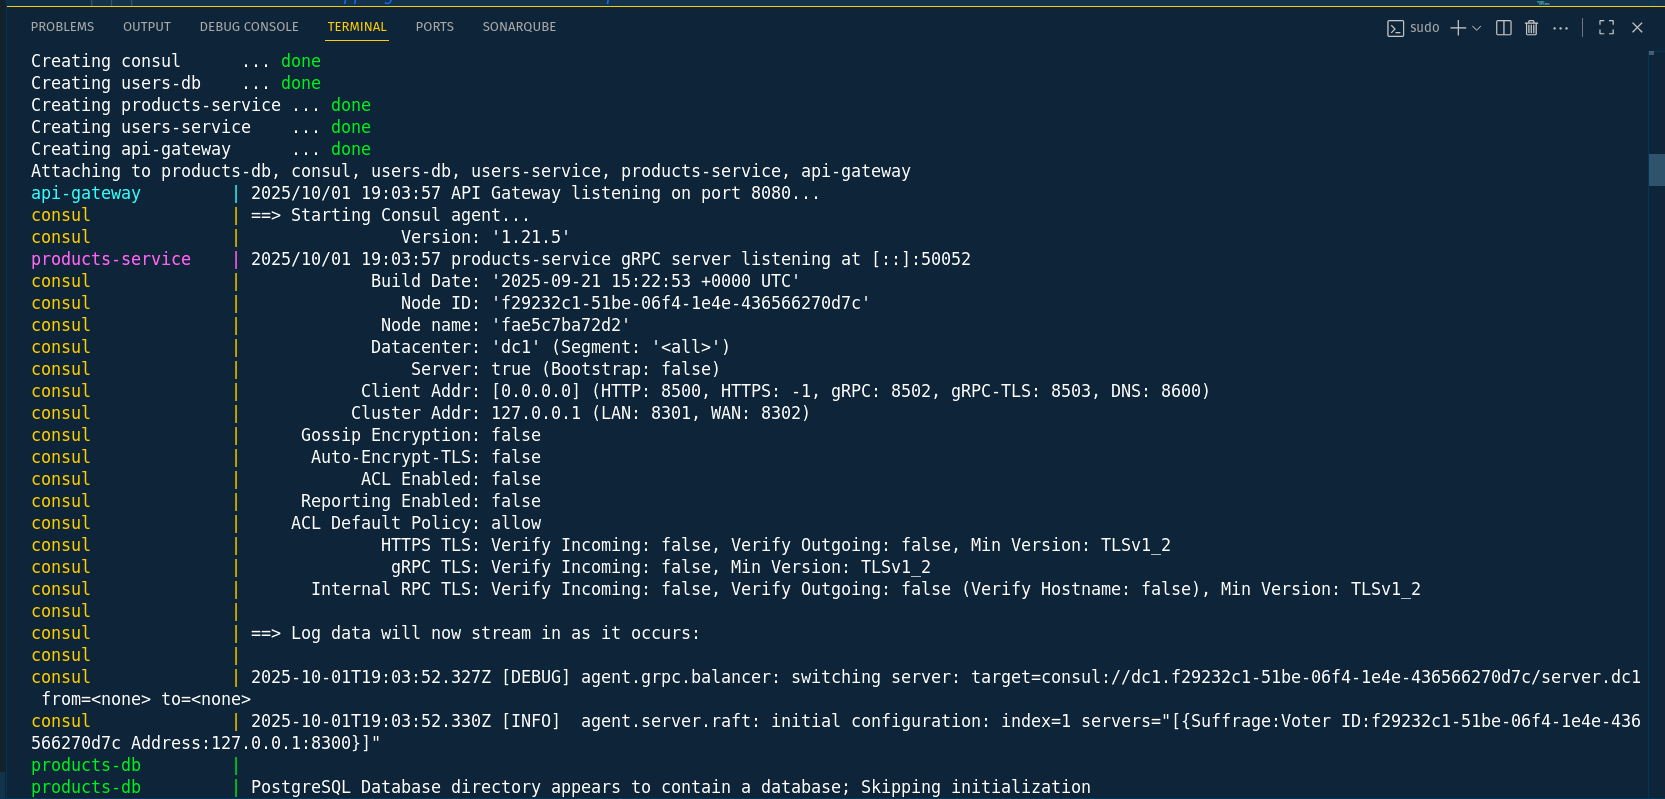 PROBLEMS OUTPUT DEBUG CONSOLE TERMINAL PORTS SONARQUBE sudo
Creating consul      ... done
Creating users-db    ... done
Creating products-service ... done
Creating users-service    ... done
Creating api-gateway      ... done
Attaching to products-db, consul, users-db, users-service, products-service, api-gateway
api-gateway         | 2025/10/01 19:03:57 API Gateway listening on port 8080...
consul              | ==> Starting Consul agent...
consul              |                Version: '1.21.5'
products-service    | 2025/10/01 19:03:57 products-service gRPC server listening at [::]:50052
consul              |             Build Date: '2025-09-21 15:22:53 +0000 UTC'
consul              |                Node ID: 'f29232c1-51be-06f4-1e4e-436566270d7c'
consul              |              Node name: 'fae5c7ba72d2'
consul              |             Datacenter: 'dc1' (Segment: '<all>')
consul              |                 Server: true (Bootstrap: false)
consul              |            Client Addr: [0.0.0.0] (HTTP: 8500, HTTPS: -1, gRPC: 8502, gRPC-TLS: 8503, DNS: 8600)
consul              |           Cluster Addr: 127.0.0.1 (LAN: 8301, WAN: 8302)
consul              |      Gossip Encryption: false
consul              |       Auto-Encrypt-TLS: false
consul              |            ACL Enabled: false
consul              |      Reporting Enabled: false
consul              |     ACL Default Policy: allow
consul              |              HTTPS TLS: Verify Incoming: false, Verify Outgoing: false, Min Version: TLSv1_2
consul              |               gRPC TLS: Verify Incoming: false, Min Version: TLSv1_2
consul              |       Internal RPC TLS: Verify Incoming: false, Verify Outgoing: false (Verify Hostname: false), Min Version: TLSv1_2
consul              |
consul              | ==> Log data will now stream in as it occurs:
consul              |
consul              | 2025-10-01T19:03:52.327Z [DEBUG] agent.grpc.balancer: switching server: target=consul://dc1.f29232c1-51be-06f4-1e4e-436566270d7c/server.dc1
 from=<none> to=<none>
consul              | 2025-10-01T19:03:52.330Z [INFO]  agent.server.raft: initial configuration: index=1 servers="[{Suffrage:Voter ID:f29232c1-51be-06f4-1e4e-436
566270d7c Address:127.0.0.1:8300}]"
products-db         |
products-db         | PostgreSQL Database directory appears to contain a database; Skipping initialization